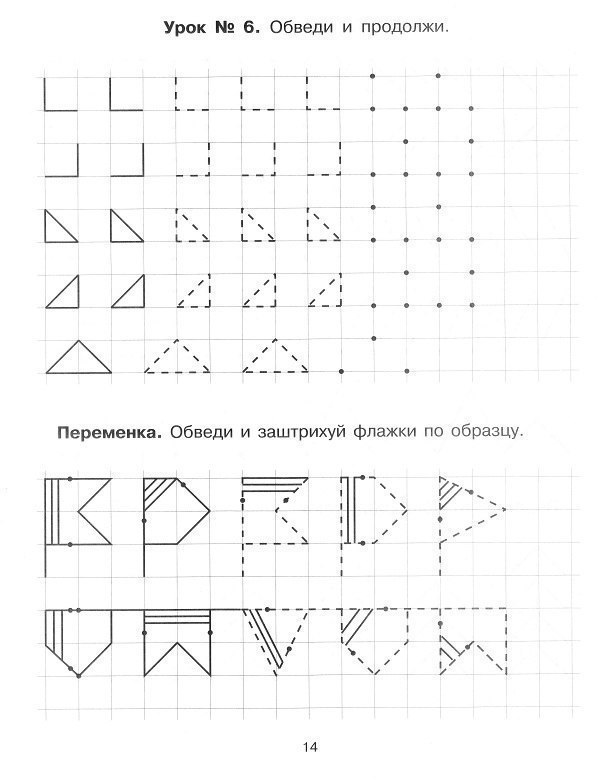 Урок № 6. Обведи и продолжи.
Переменка. Обведи и заштрихуй флажки по образцу.
14